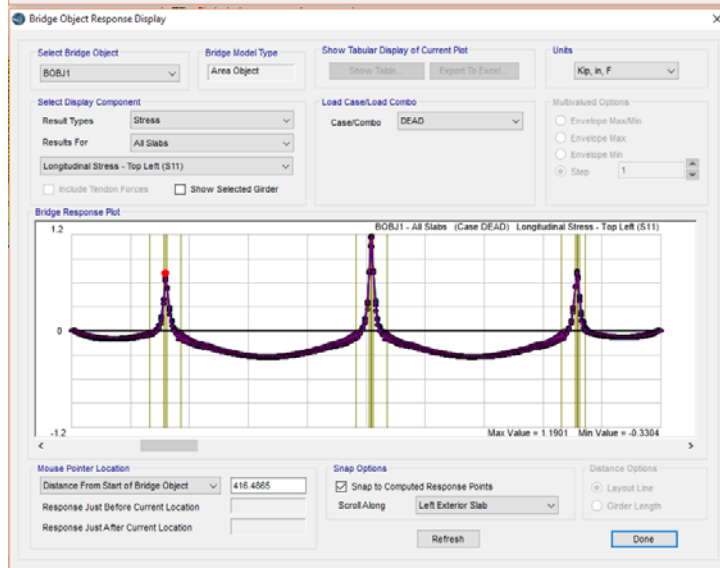 Bridge Object Response Display
Select Bridge Object
BOBJ1
Bridge Model Type
Area Object
Show Tabular Display of Current Plot
Show Table...
Export To Excel...
Units
Kip, in, F
Select Display Component
Result Types
Stress
Results For
All Slabs
Longitudinal Stress - Top Left (S11)
Include Tendon Forces
Show Selected Girder
Load Case/Load Combo
Case/Combo
DEAD
Multivalued Options
Envelope Max/Min
Envelope Max
Envelope Min
Step
1
Bridge Response Plot
1.2
BOBJ1 - All Slabs (Case DEAD) Longitudinal Stress - Top Left (S11)
0
-1.2
Max Value = 1.1901 Min Value = -0.3304
Mouse Pointer Location
Distance From Start of Bridge Object
416.4865
Response Just Before Current Location
Response Just After Current Location
Snap Options
Snap to Computed Response Points
Scroll Along
Left Exterior Slab
Distance Options
Layout Line
Girder Length
Refresh
Done